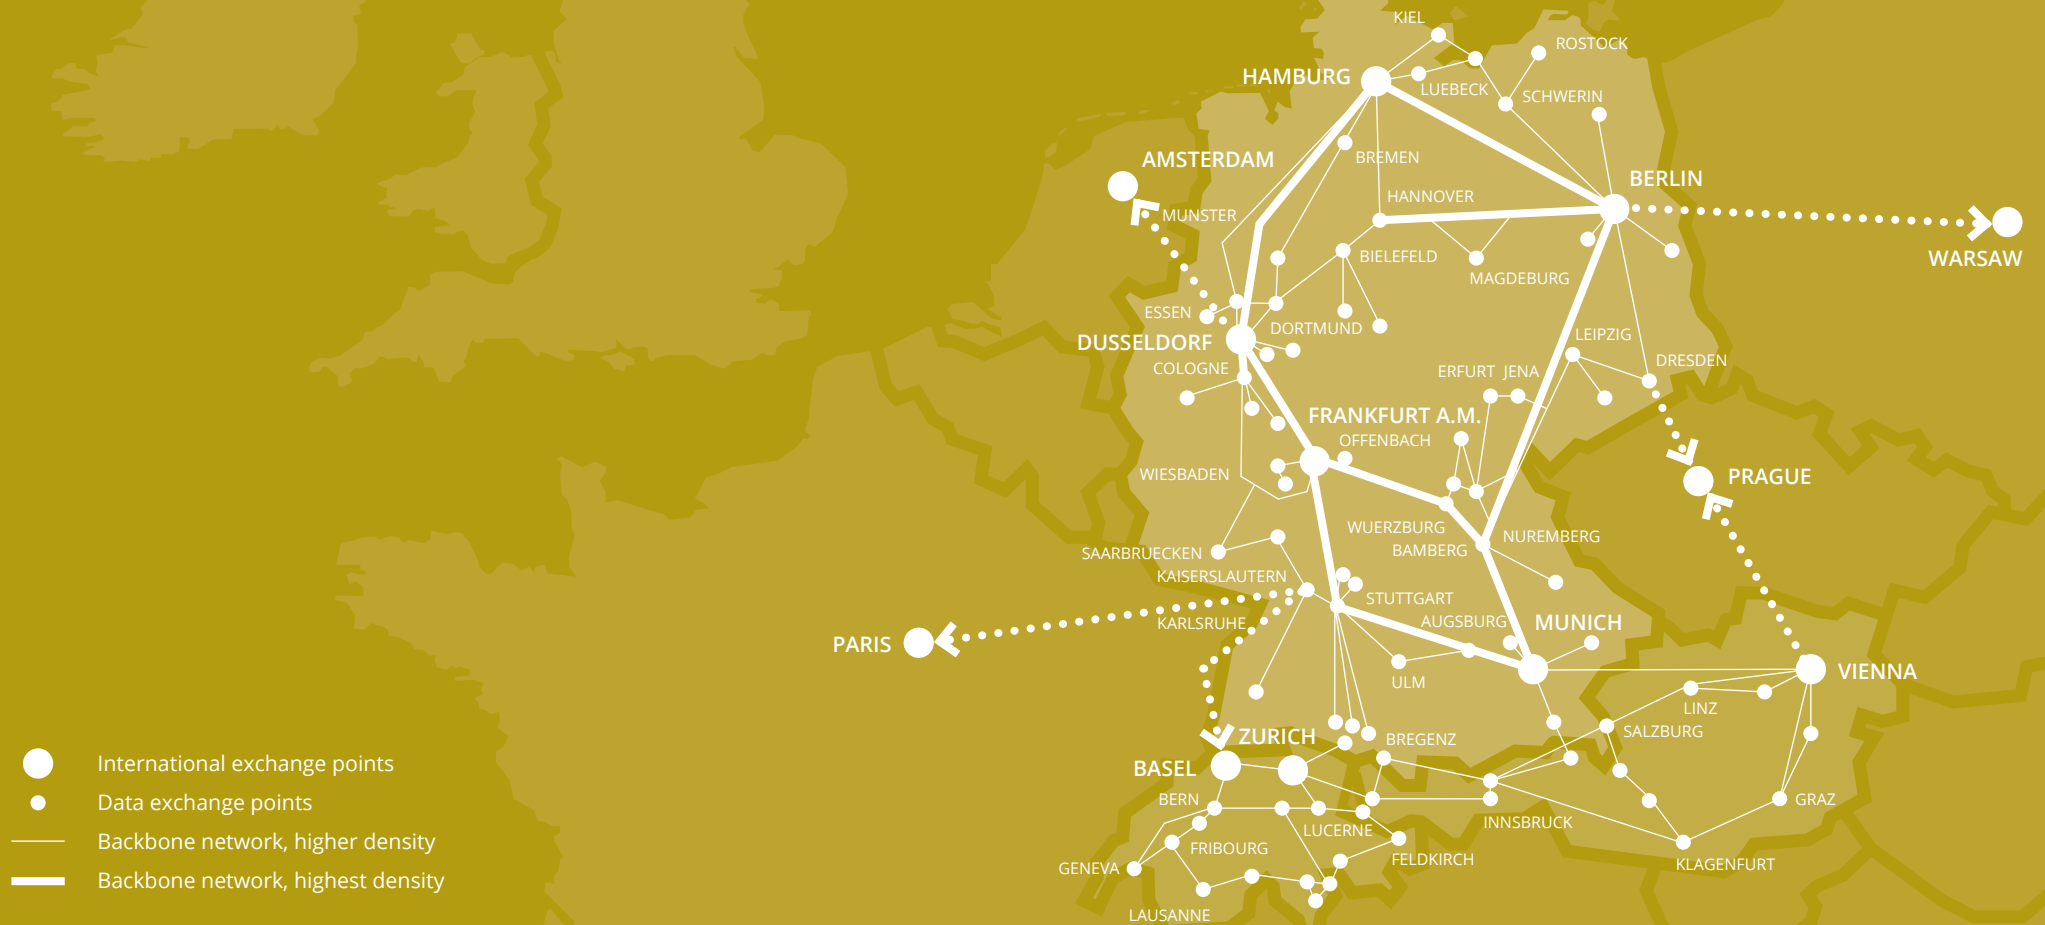 KIEL
ROSTOCK
HAMBURG
LUEBECK
SCHWERIN
AMSTERDAM
BREMEN
BERLIN
HANNOVER
MUNSTER
WARSAW
BIELEFELD
MAGDEBURG
ESSEN
DORTMUND
DUSSELDORF
LEIPZIG
DRESDEN
COLOGNE
ERFURT
JENA
FRANKFURT A.M.
OFFENBACH
WIESBADEN
PRAGUE
WUERZBURG
NUREMBERG
BAMBERG
SAARBRUECKEN
KAISERSLAUTERN
STUTTGART
KARLSRUHE
AUGSBURG
MUNICH
PARIS
VIENNA
ULM
LINZ
SALZBURG
ZURICH
BREGENZ
BASEL
BERN
GRAZ
INNSBRUCK
LUCERNE
FRIBOURG
FELDKIRCH
KLAGENFURT
GENEVA
LAUSANNE
International exchange points
Data exchange points
Backbone network, higher density
Backbone network, highest density